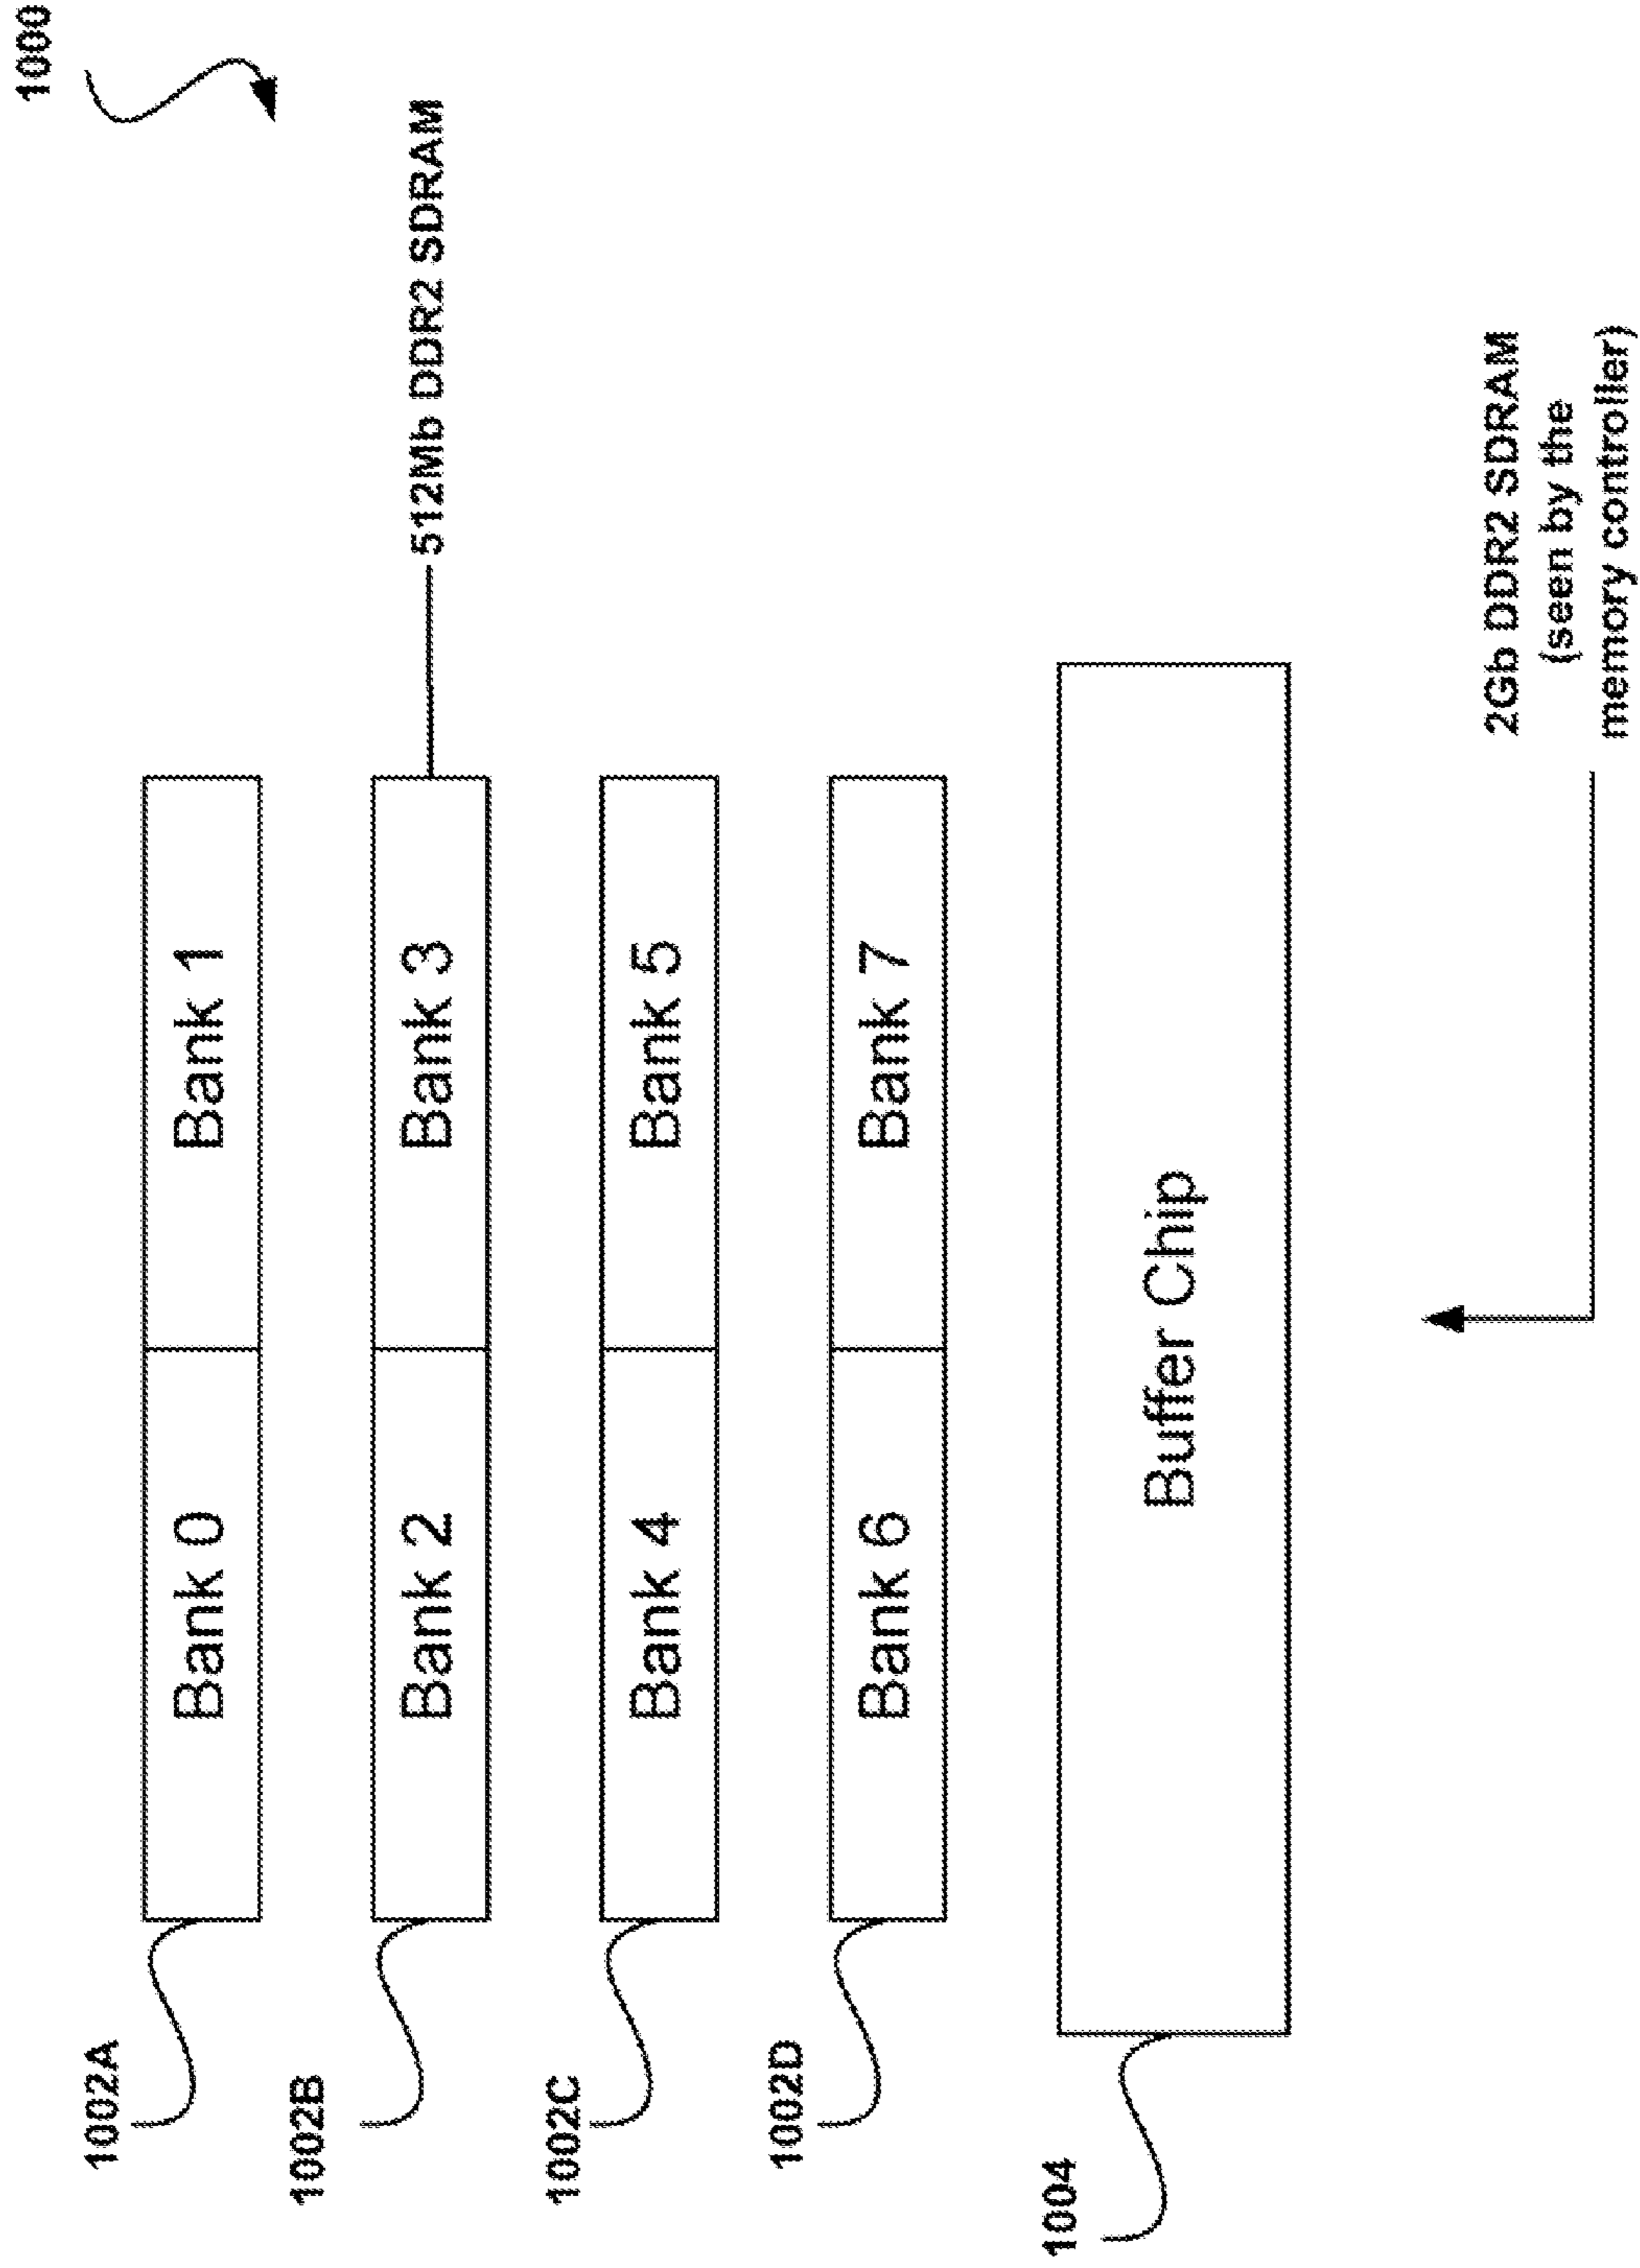 1000
1002A
Bank 0
Bank 1
1002B
Bank 2
Bank 3
512Mb DDR2 SDRAM
1002C
Bank 4
Bank 5
1002D
Bank 6
Bank 7
1004
Buffer Chip
2Gb DDR2 SDRAM
(seen by the
memory controller)